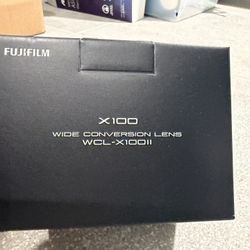 FUJIFILM
X100
WIDE CONVERSION LENS
WCL-X100II